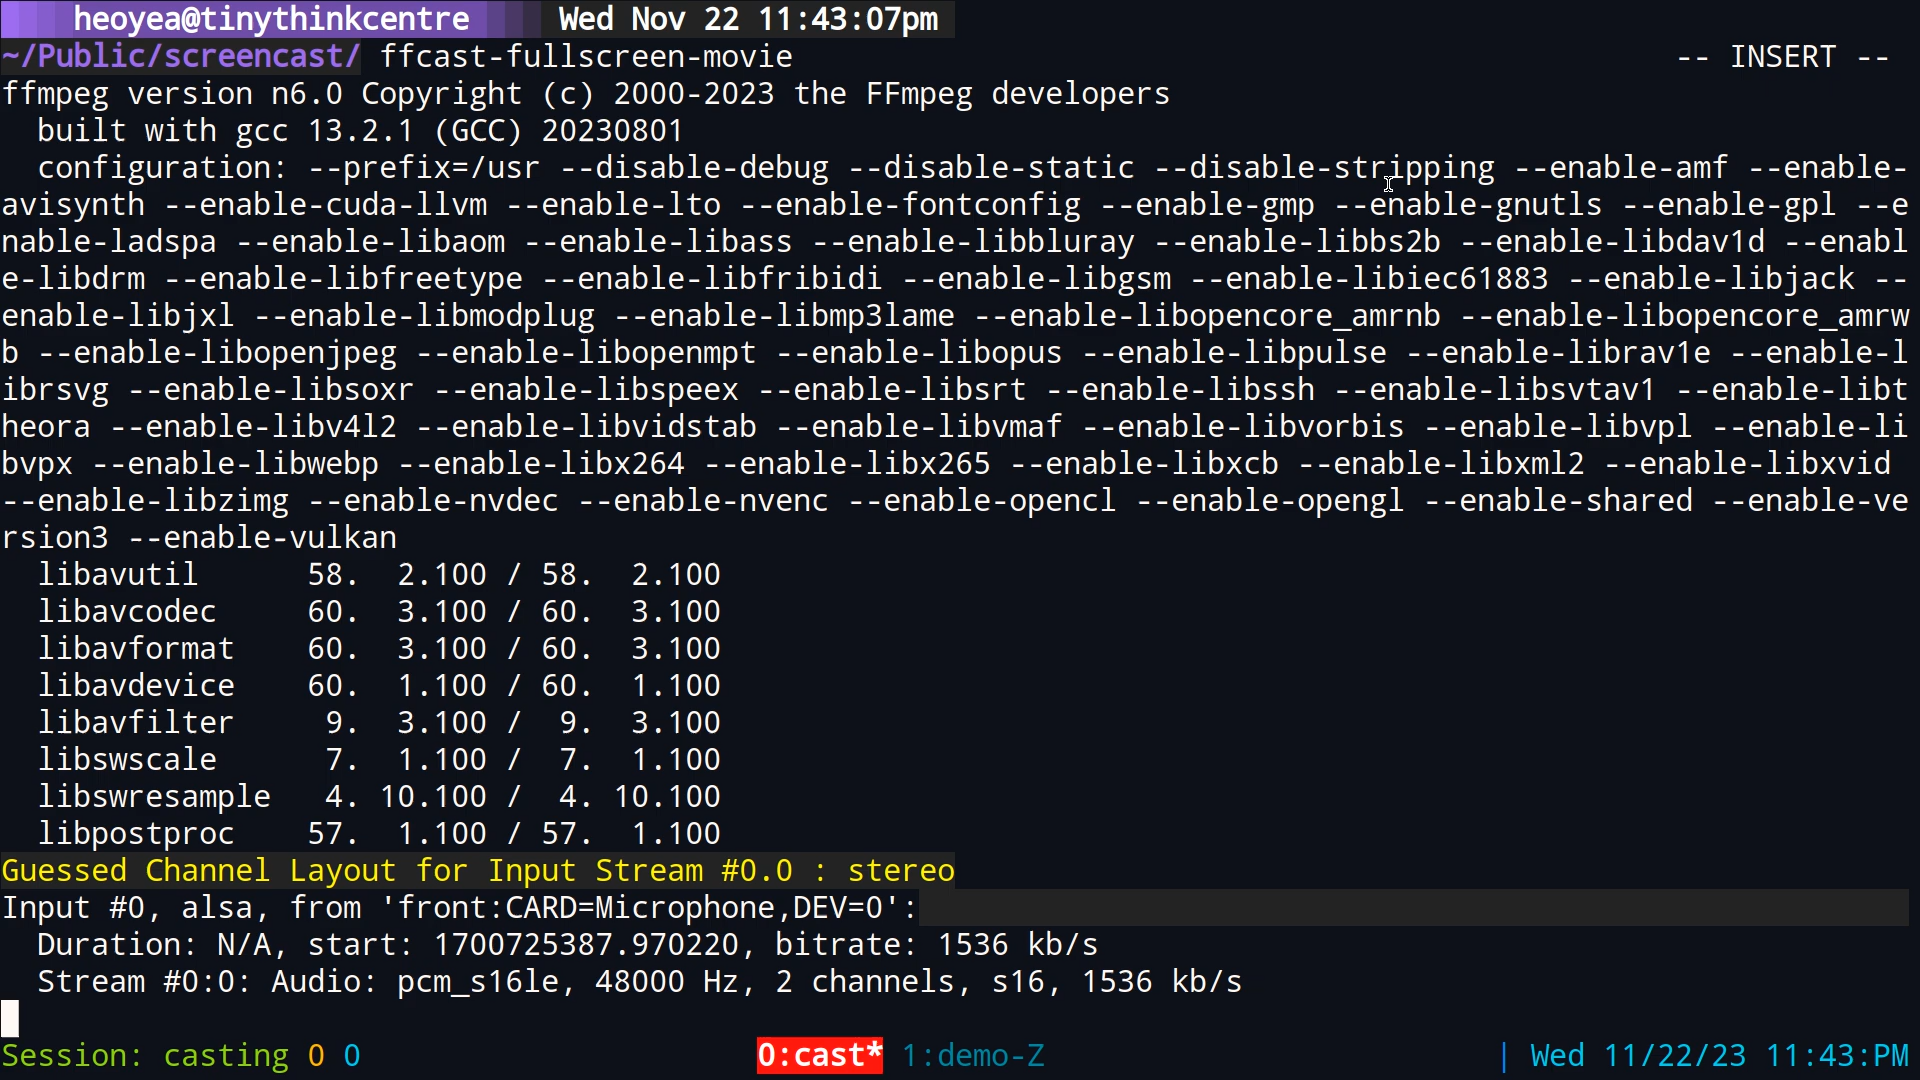 heoyea@tinythinkcentre Wed Nov 22 11:43:07pm
~/Public/screencast/ ffcast-fullscreen-movie -- INSERT --
ffmpeg version n6.0 Copyright (c) 2000-2023 the FFmpeg developers
  built with gcc 13.2.1 (GCC) 20230801
  configuration: --prefix=/usr --disable-debug --disable-static --disable-stripping --enable-amf --enable-
avisynth --enable-cuda-llvm --enable-lto --enable-fontconfig --enable-gmp --enable-gnutls --enable-gpl --e
nable-ladspa --enable-libaom --enable-libass --enable-libbluray --enable-libbs2b --enable-libdav1d --enabl
e-libdrm --enable-libfreetype --enable-libfribidi --enable-libgsm --enable-libiec61883 --enable-libjack --
enable-libjxl --enable-libmodplug --enable-libmp3lame --enable-libopencore_amrnb --enable-libopencore_amrw
b --enable-libopenjpeg --enable-libopenmpt --enable-libopus --enable-libpulse --enable-librav1e --enable-l
ibrsvg --enable-libsoxr --enable-libspeex --enable-libsrt --enable-libssh --enable-libsvtav1 --enable-libt
heora --enable-libv4l2 --enable-libvidstab --enable-libvmaf --enable-libvorbis --enable-libvpl --enable-li
bvpx --enable-libwebp --enable-libx264 --enable-libx265 --enable-libxcb --enable-libxml2 --enable-libxvid
--enable-libzimg --enable-nvdec --enable-nvenc --enable-opencl --enable-opengl --enable-shared --enable-ve
rsion3 --enable-vulkan
  libavutil      58.  2.100 / 58.  2.100
  libavcodec     60.  3.100 / 60.  3.100
  libavformat    60.  3.100 / 60.  3.100
  libavdevice    60.  1.100 / 60.  1.100
  libavfilter     9.  3.100 /  9.  3.100
  libswscale      7.  1.100 /  7.  1.100
  libswresample   4. 10.100 /  4. 10.100
  libpostproc    57.  1.100 / 57.  1.100
Guessed Channel Layout for Input Stream #0.0 : stereo
Input #0, alsa, from 'front:CARD=Microphone,DEV=0':
  Duration: N/A, start: 1700725387.970220, bitrate: 1536 kb/s
  Stream #0:0: Audio: pcm_s16le, 48000 Hz, 2 channels, s16, 1536 kb/s
Session: casting 0 0 0:cast* 1:demo-Z | Wed 11/22/23 11:43:PM